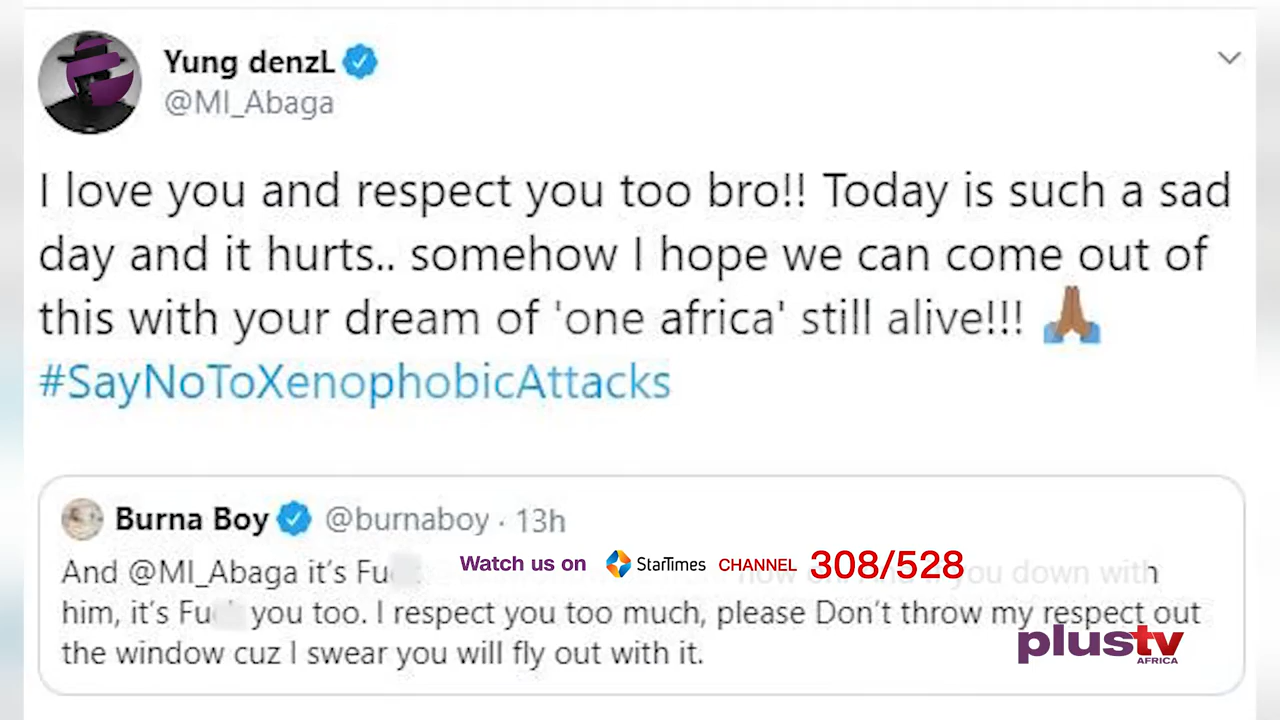 Yung denzL
@MI_Abaga
I love you and respect you too bro!! Today is such a sad
day and it hurts.. somehow I hope we can come out of
this with your dream of 'one africa' still alive!!! 🙏🏾
#SayNoToXenophobicAttacks
Burna Boy @burnaboy · 13h
And @MI_Abaga it's Fu you down with
Watch us on StarTimes CHANNEL 308/528
him, it's Fu you too. I respect you too much, please Don't throw my respect out
the window cuz I swear you will fly out with it.
plustv
AFRICA